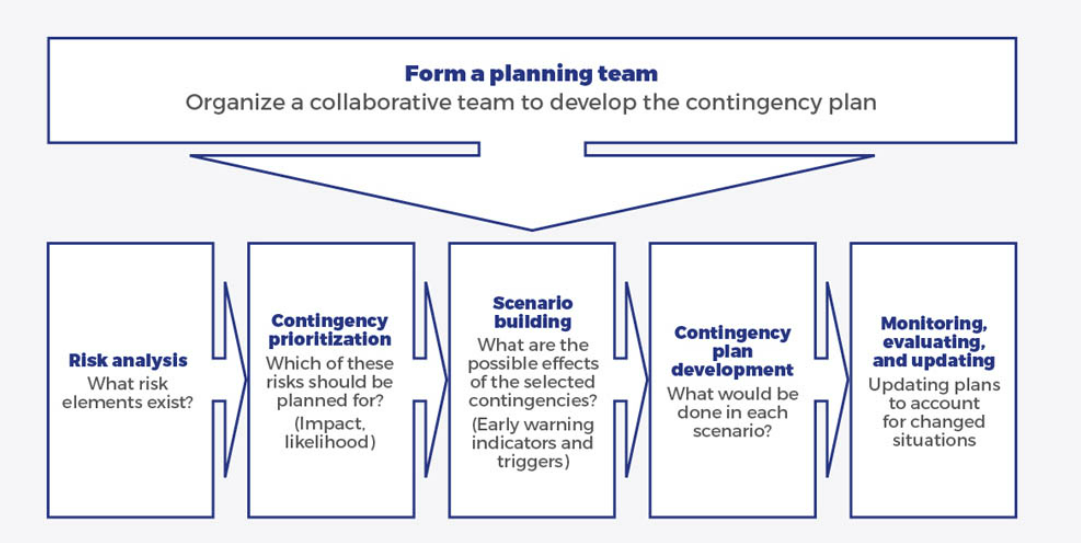 Form a planning team
Organize a collaborative team to develop the contingency plan
Risk analysis
What risk
elements exist?
Contingency
prioritization
Which of these
risks should be
planned for?
(Impact,
likelihood)
Scenario
building
What are the
possible effects
of the selected
contingencies?
(Early warning
indicators and
triggers)
Contingency
plan
development
What would be
done in each
scenario?
Monitoring,
evaluating,
and updating
Updating plans
to account
for changed
situations